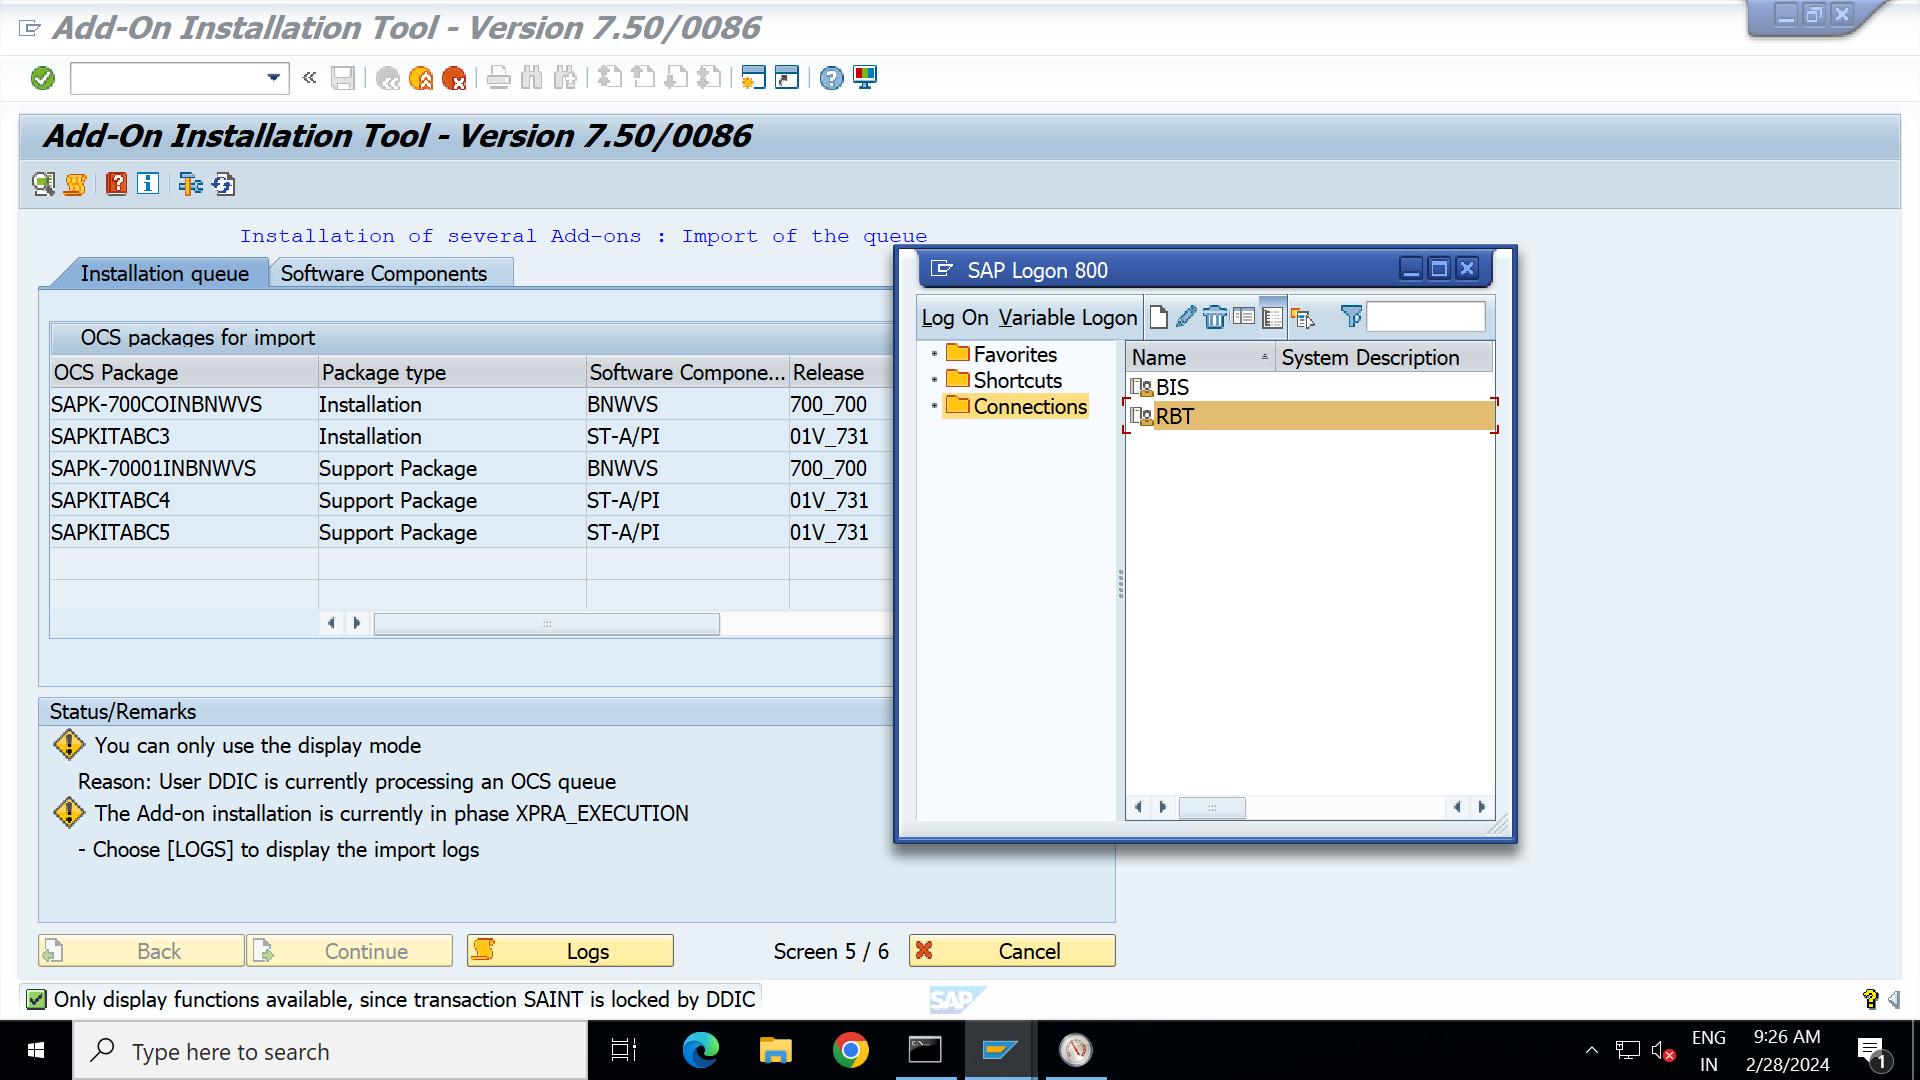 Add-On Installation Tool - Version 7.50/0086
Add-On Installation Tool - Version 7.50/0086
Installation of several Add-ons : Import of the queue
Installation queue
Software Components
OCS packages for import
OCS Package Package type Software Compone... Release
SAPK-700COINBNWVS Installation BNWVS 700_700
SAPKITABC3 Installation ST-A/PI 01V_731
SAPK-70001INBNWVS Support Package BNWVS 700_700
SAPKITABC4 Support Package ST-A/PI 01V_731
SAPKITABC5 Support Package ST-A/PI 01V_731
Status/Remarks
You can only use the display mode
Reason: User DDIC is currently processing an OCS queue
The Add-on installation is currently in phase XPRA_EXECUTION
- Choose [LOGS] to display the import logs
Back
Continue
Logs
Screen 5 / 6
Cancel
Only display functions available, since transaction SAINT is locked by DDIC
SAP
SAP Logon 800
Log On Variable Logon
Favorites
Shortcuts
Connections
Name System Description
BIS
RBT
Type here to search
ENG
IN
9:26 AM
2/28/2024
1